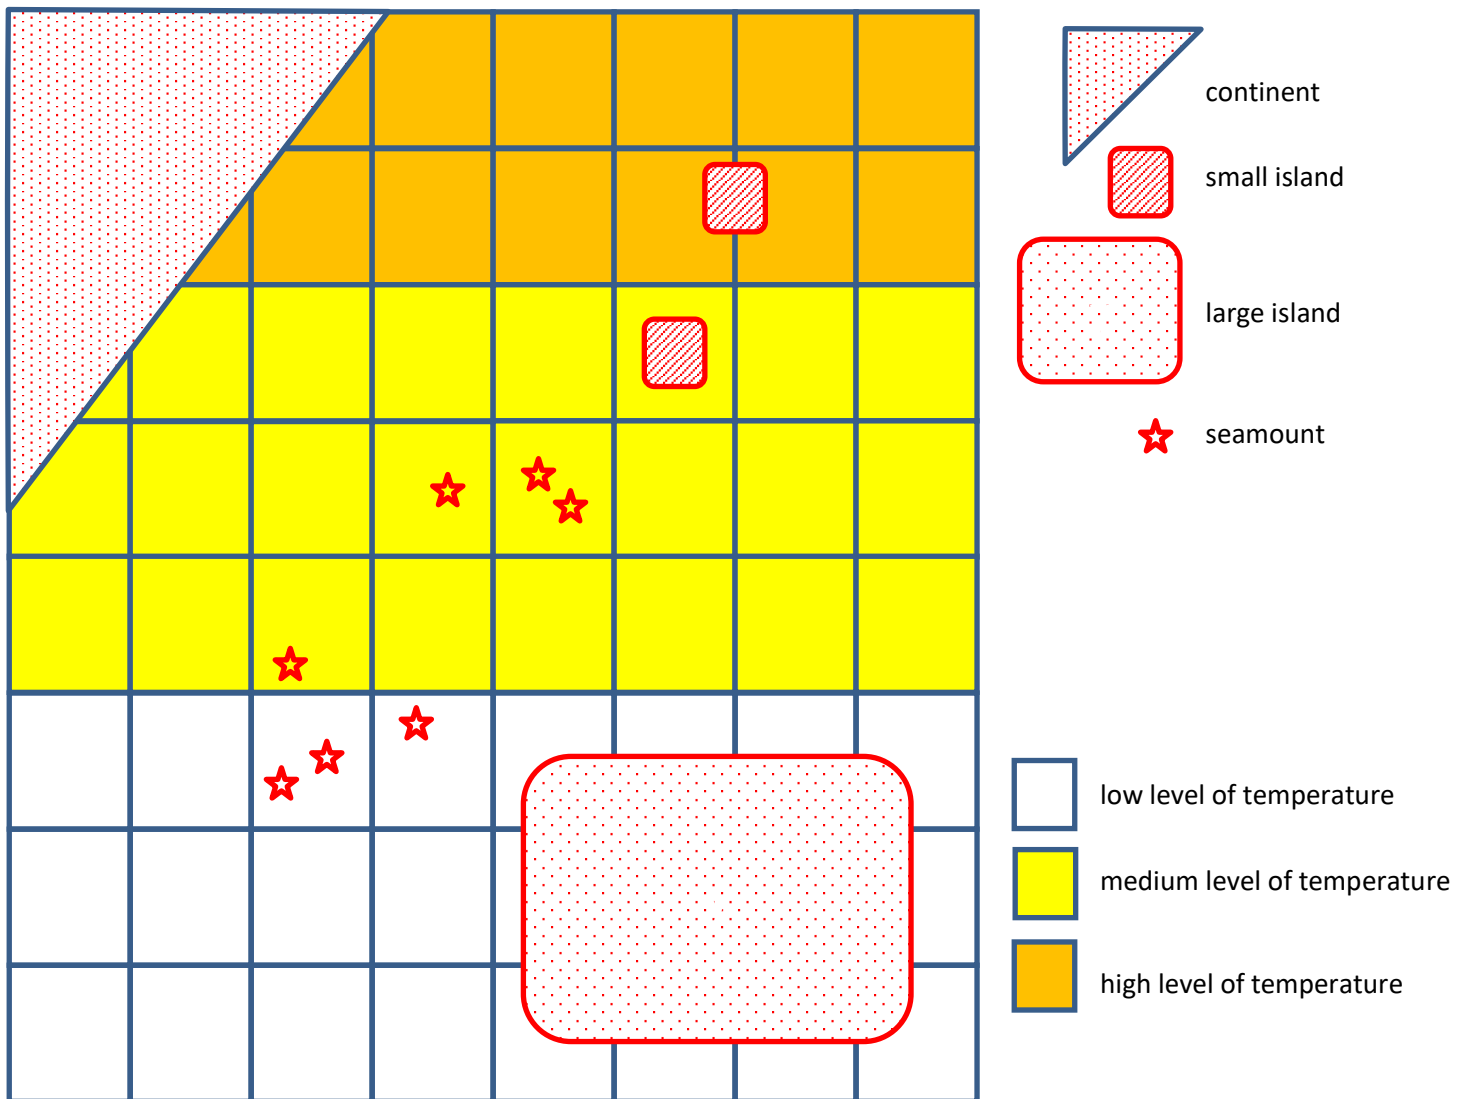 continent
small island
large island
seamount
low level of temperature
medium level of temperature
high level of temperature